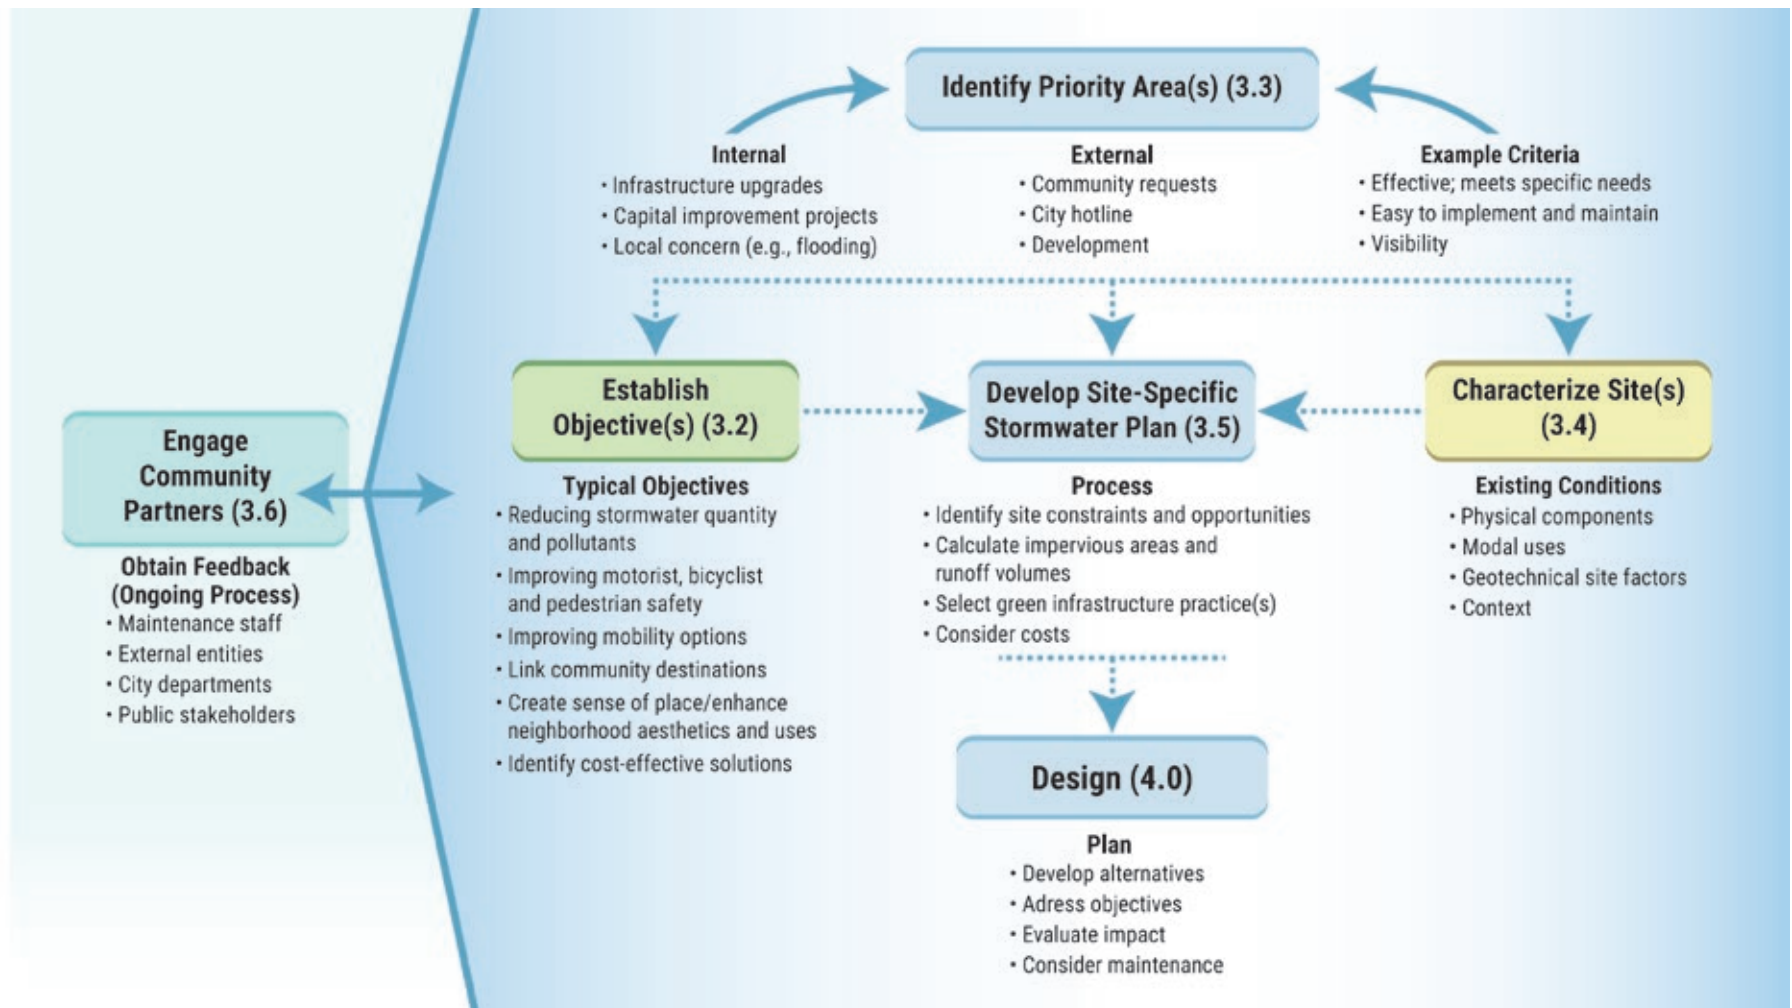 Identify Priority Area(s) (3.3)
Internal
• Infrastructure upgrades
• Capital improvement projects
• Local concern (e.g., flooding)
External
• Community requests
• City hotline
• Development
Example Criteria
• Effective; meets specific needs
• Easy to implement and maintain
• Visibility
Engage
Community
Partners (3.6)
Obtain Feedback
(Ongoing Process)
• Maintenance staff
• External entities
• City departments
• Public stakeholders
Establish
Objective(s) (3.2)
Typical Objectives
• Reducing stormwater quantity
and pollutants
• Improving motorist, bicyclist
and pedestrian safety
• Improving mobility options
• Link community destinations
• Create sense of place/enhance
neighborhood aesthetics and uses
• Identify cost-effective solutions
Develop Site-Specific
Stormwater Plan (3.5)
Process
• Identify site constraints and opportunities
• Calculate impervious areas and
runoff volumes
• Select green infrastructure practice(s)
• Consider costs
Characterize Site(s)
(3.4)
Existing Conditions
• Physical components
• Modal uses
• Geotechnical site factors
• Context
Design (4.0)
Plan
• Develop alternatives
• Adress objectives
• Evaluate impact
• Consider maintenance